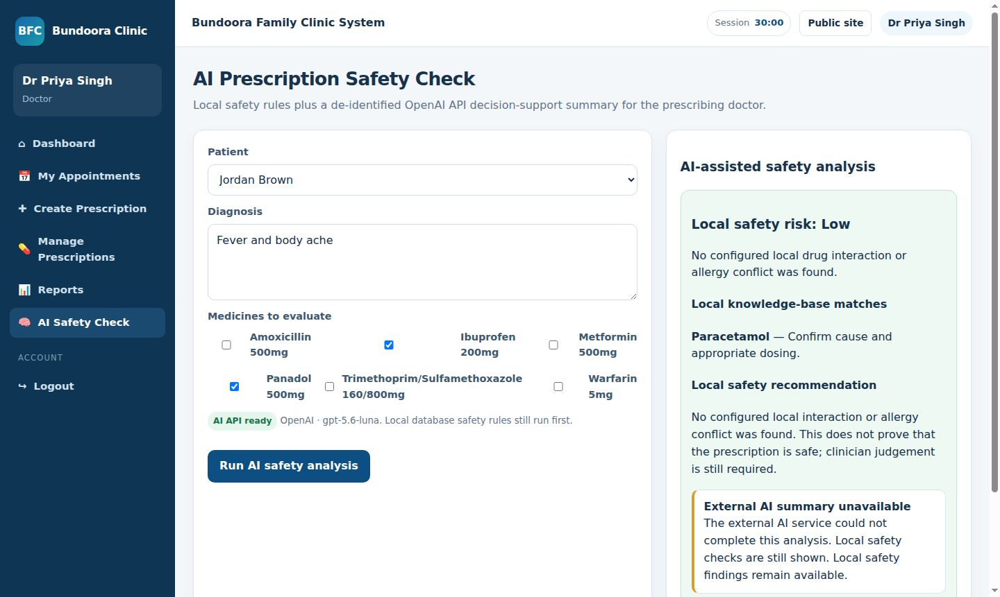 BFC Bundoora Clinic
Dr Priya Singh
Doctor
Dashboard
My Appointments
Create Prescription
Manage
Prescriptions
Reports
AI Safety Check
ACCOUNT
Logout
Bundoora Family Clinic System
Session 30:00
Public site
Dr Priya Singh
AI Prescription Safety Check
Local safety rules plus a de-identified OpenAI API decision-support summary for the prescribing doctor.
Patient
Jordan Brown
Diagnosis
Fever and body ache
Medicines to evaluate
Amoxicillin
500mg
Ibuprofen
200mg
Metformin
500mg
Panadol
500mg
Trimethoprim/Sulfamethoxazole
160/800mg
Warfarin
5mg
AI API ready OpenAI · gpt-5.6-luna. Local database safety rules still run first.
Run AI safety analysis
AI-assisted safety analysis
Local safety risk: Low
No configured local drug interaction or
allergy conflict was found.
Local knowledge-base matches
Paracetamol — Confirm cause and
appropriate dosing.
Local safety recommendation
No configured local interaction or allergy
conflict was found. This does not prove that
the prescription is safe; clinician judgement
is still required.
External AI summary unavailable
The external AI service could not
complete this analysis. Local safety
checks are still shown. Local safety
findings remain available.